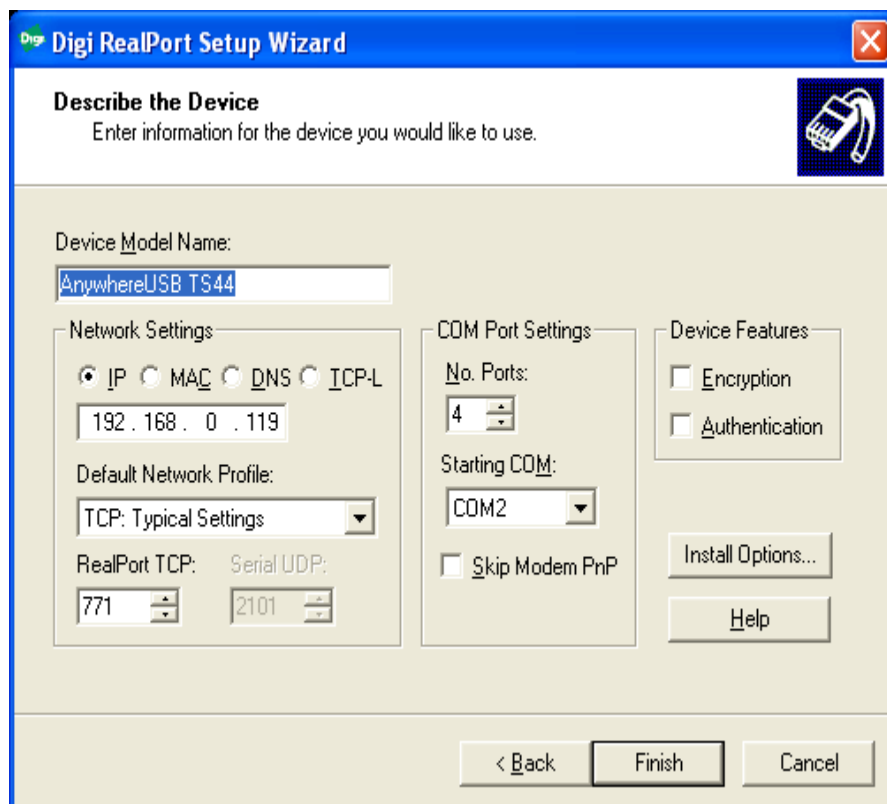 Digi RealPort Setup Wizard
Describe the Device
Enter information for the device you would like to use.
Device Model Name:
AnywhereUSB TS44
Network Settings
IP MAC DNS TCP-L
192 . 168 . 0 . 119
Default Network Profile:
TCP: Typical Settings
RealPort TCP: Serial UDP:
771 2101
COM Port Settings
No. Ports:
4
Starting COM:
COM2
Skip Modem PnP
Device Features
Encryption
Authentication
Install Options...
Help
< Back Finish Cancel